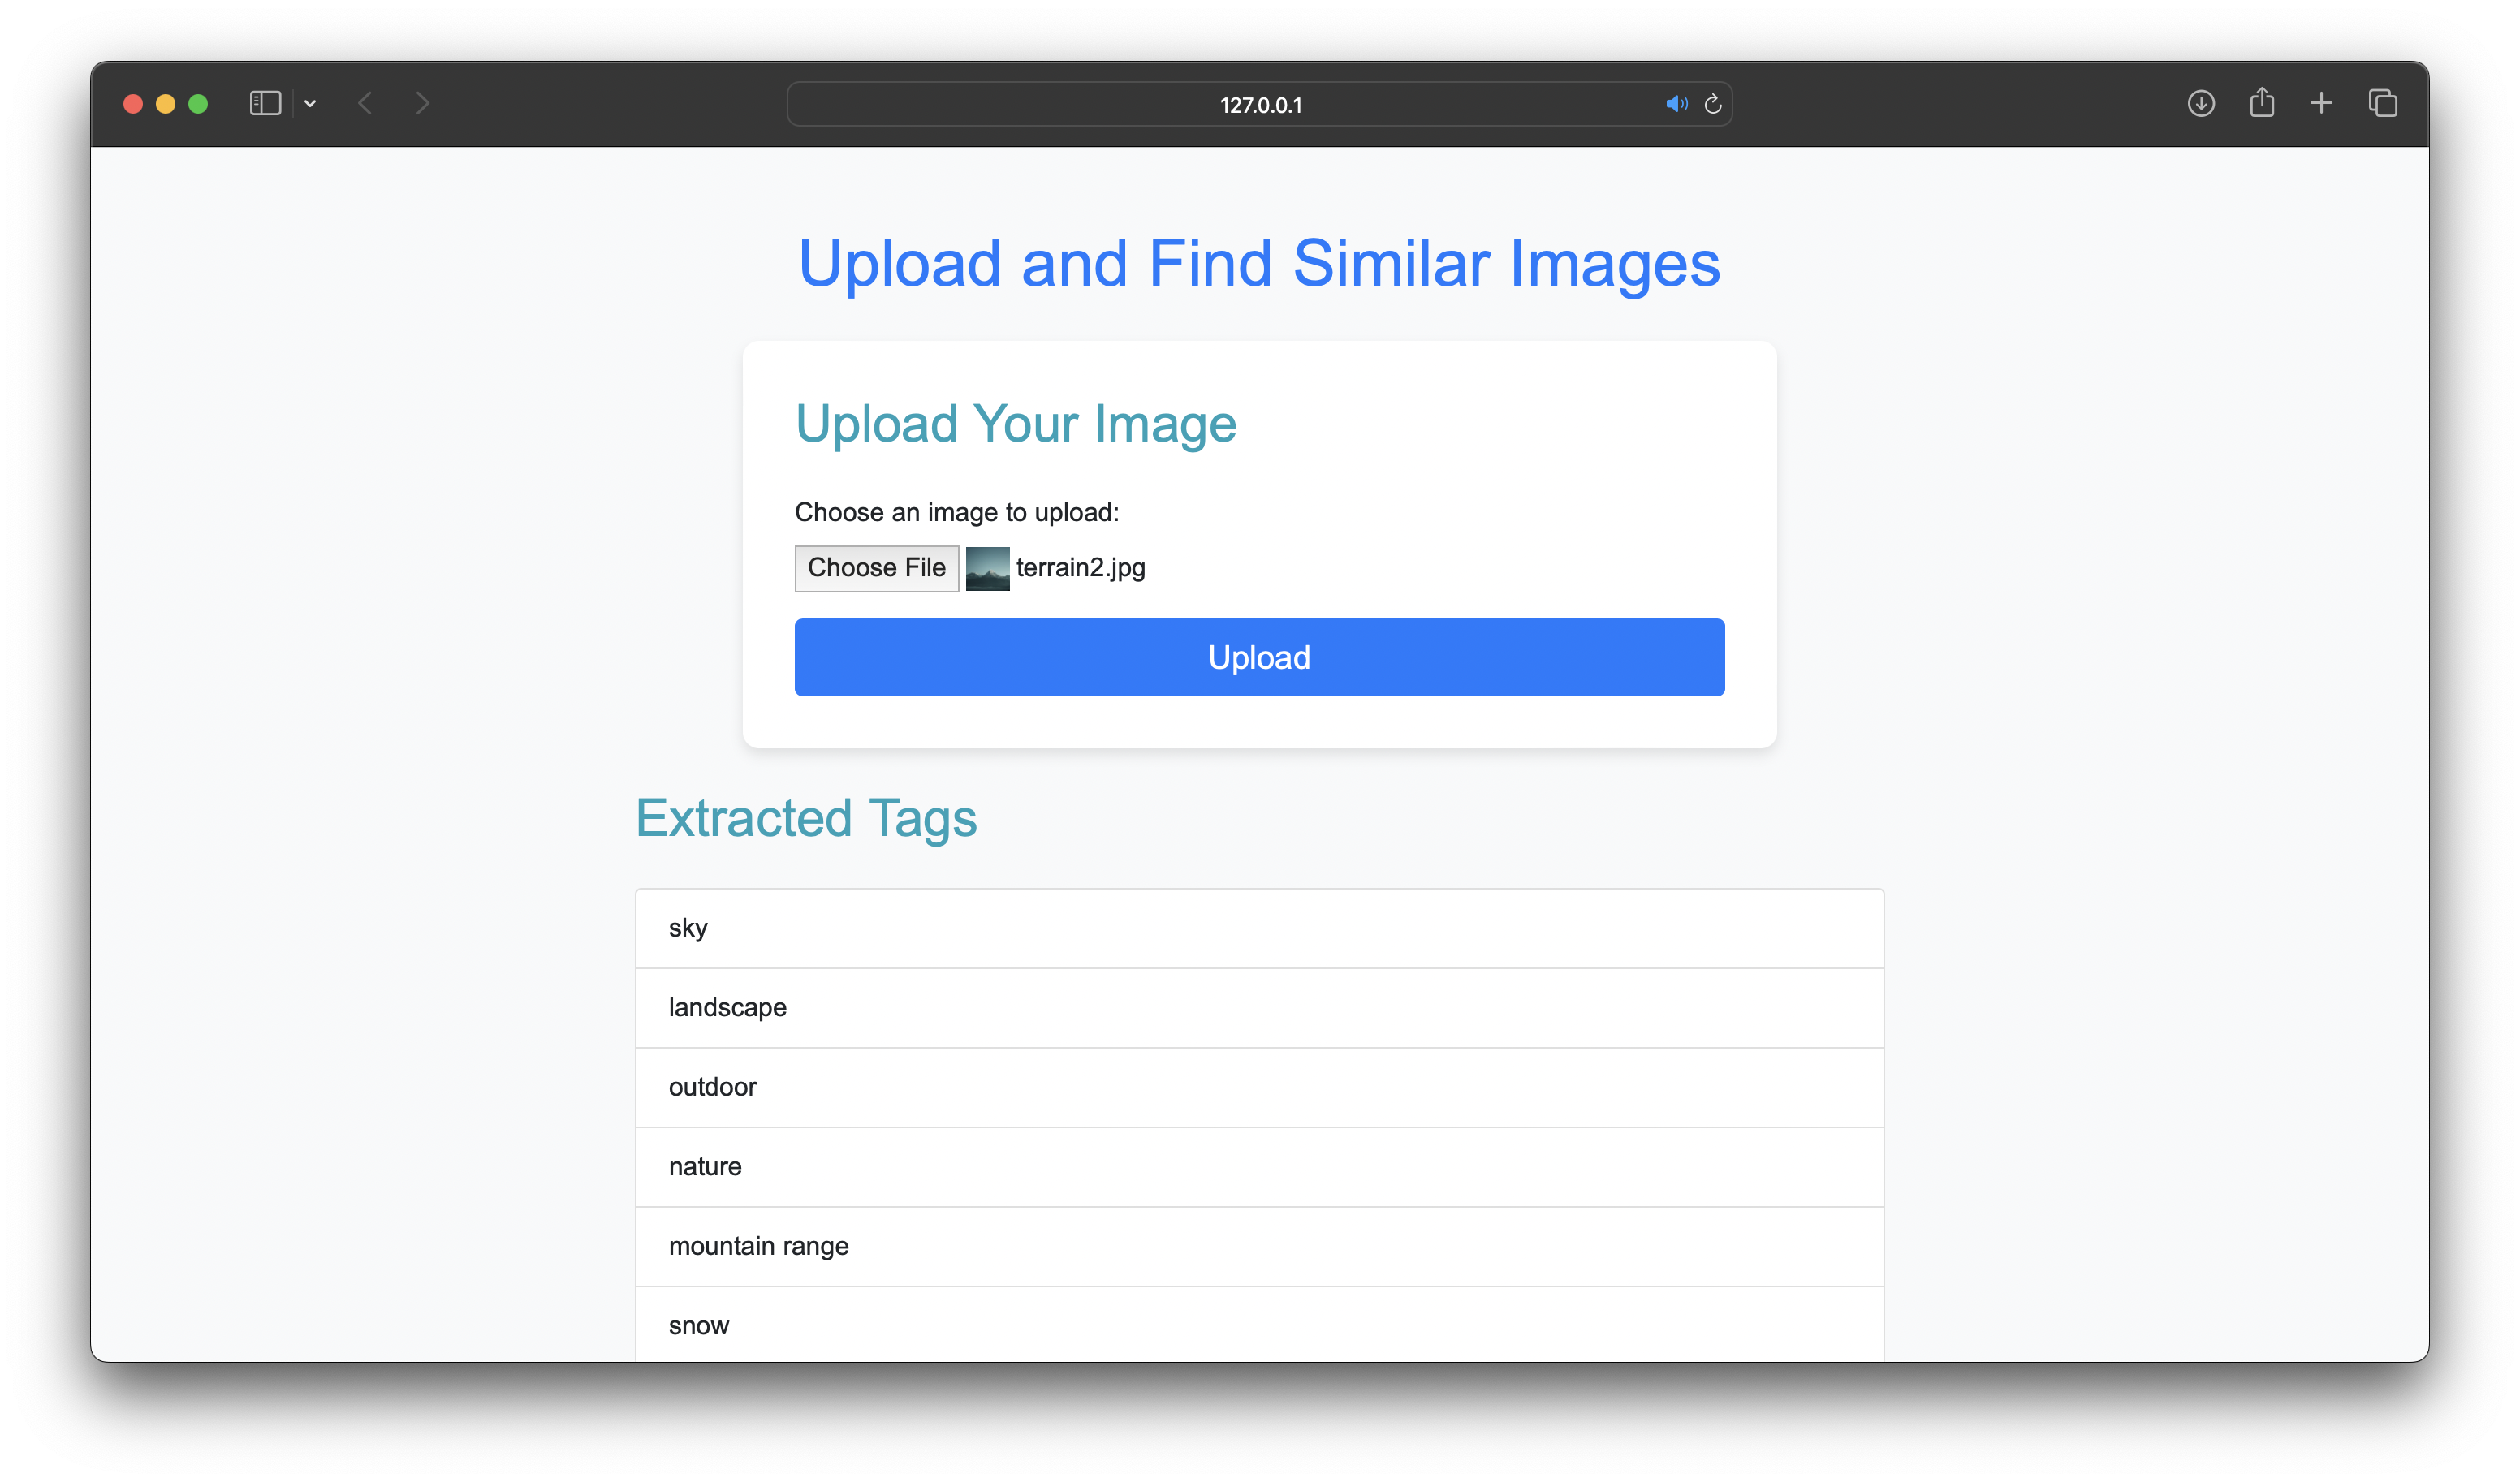 127.0.0.1
Upload and Find Similar Images
Upload Your Image
Choose an image to upload:
Choose File terrain2.jpg
Upload
Extracted Tags
sky
landscape
outdoor
nature
mountain range
snow